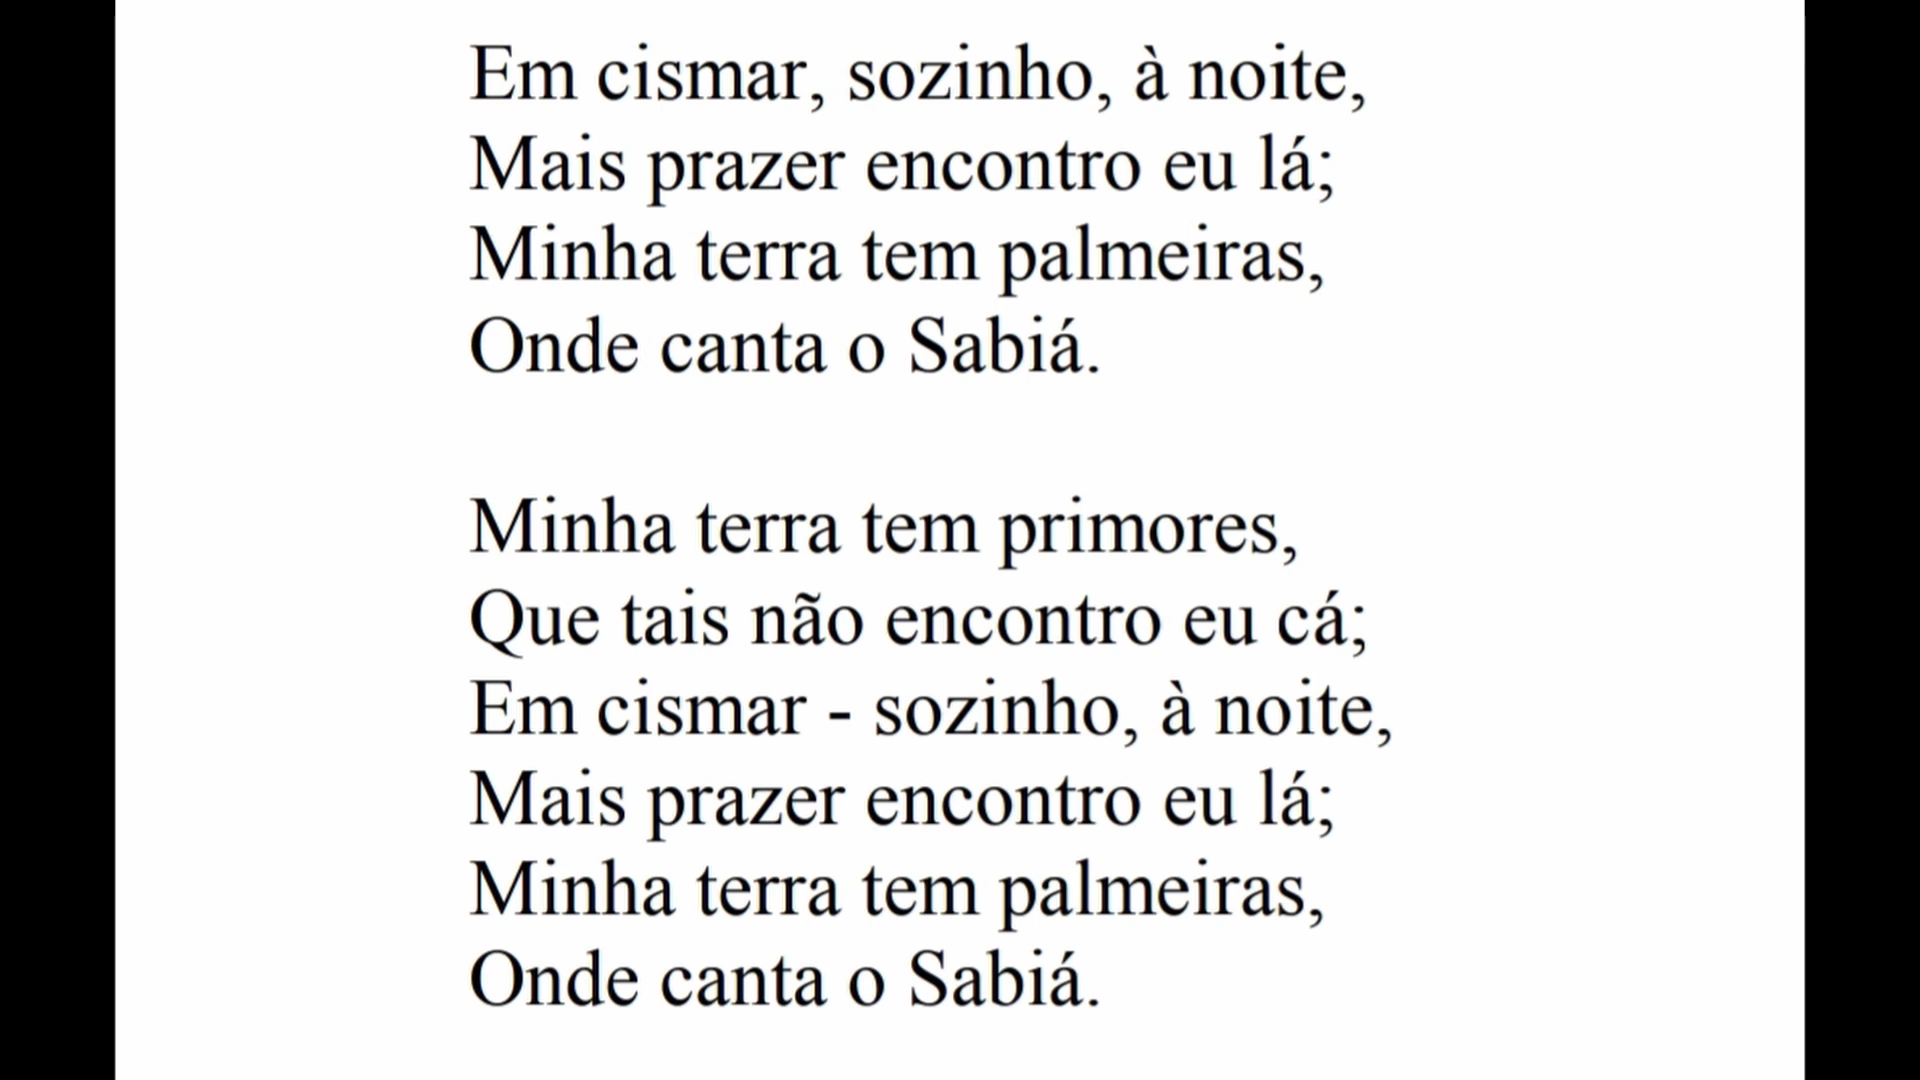 Em cismar, sozinho, à noite,
Mais prazer encontro eu lá;
Minha terra tem palmeiras,
Onde canta o Sabiá.
Minha terra tem primores,
Que tais não encontro eu cá;
Em cismar - sozinho, à noite,
Mais prazer encontro eu lá;
Minha terra tem palmeiras,
Onde canta o Sabiá.